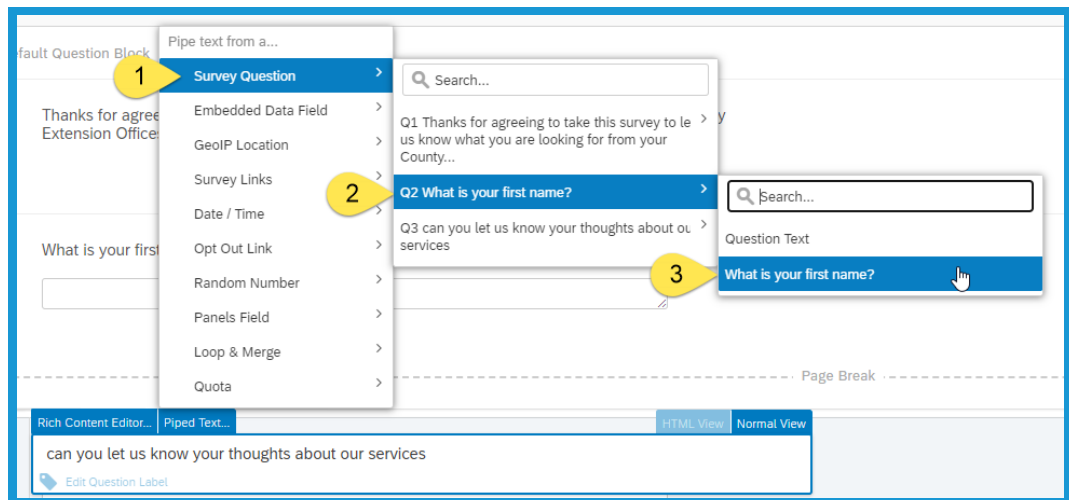 Pipe text from a...
efault Question Block
1
Survey Question
Search...
Embedded Data Field
Thanks for agree
Q1 Thanks for agreeing to take this survey to le
y
Extension Office
us know what you are looking for from your
GeoIP Location
County...
Survey Links
2
Q2 What is your first name?
Search...
Date / Time
Q3 can you let us know your thoughts about ou
Question Text
services
What is your first
Opt Out Link
3
What is your first name?
Random Number
Panels Field
Loop & Merge
Page Break
Quota
Rich Content Editor... Piped Text... HTML View Normal View
can you let us know your thoughts about our services
Edit Question Label